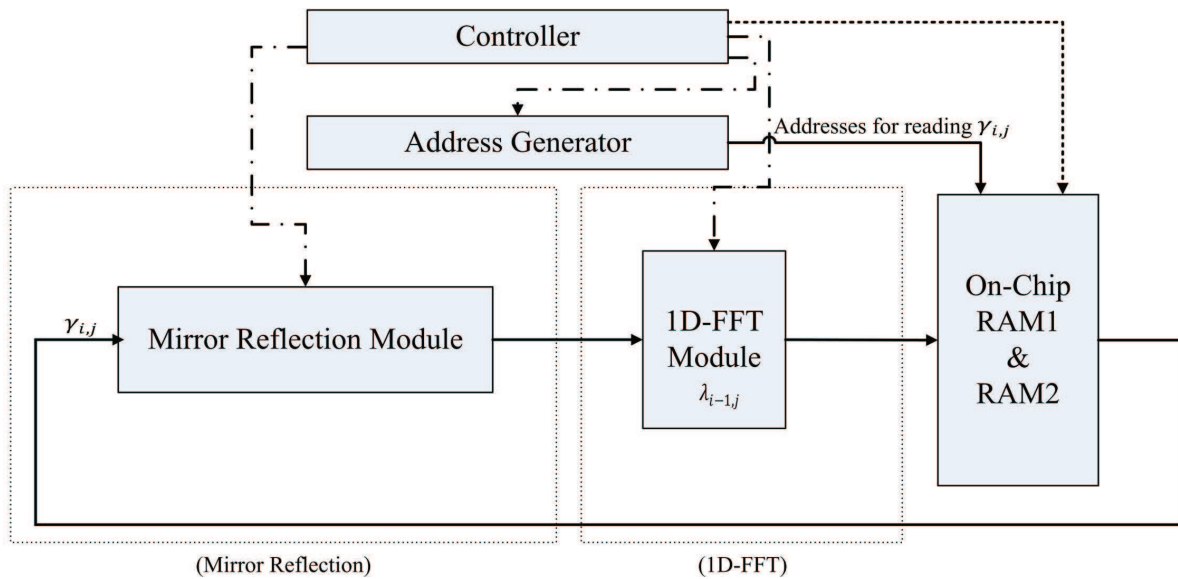 Controller
Address Generator
Addresses for reading γᵢ,ⱼ
γᵢ,ⱼ
Mirror Reflection Module
1D-FFT
Module
λᵢ₋₁,ⱼ
On-Chip
RAM1
&
RAM2
(Mirror Reflection)
(1D-FFT)